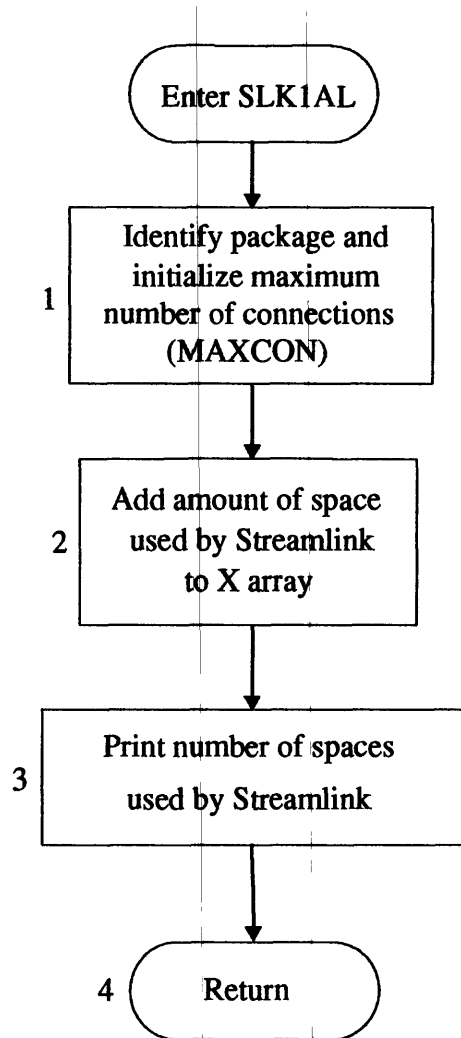 Enter SLK1AL
Identify package and
initialize maximum
1
number of connections
(MAXCON)
Add amount of space
2
used by Streamlink
to X array
Print number of spaces
3
used by Streamlink
4
Return